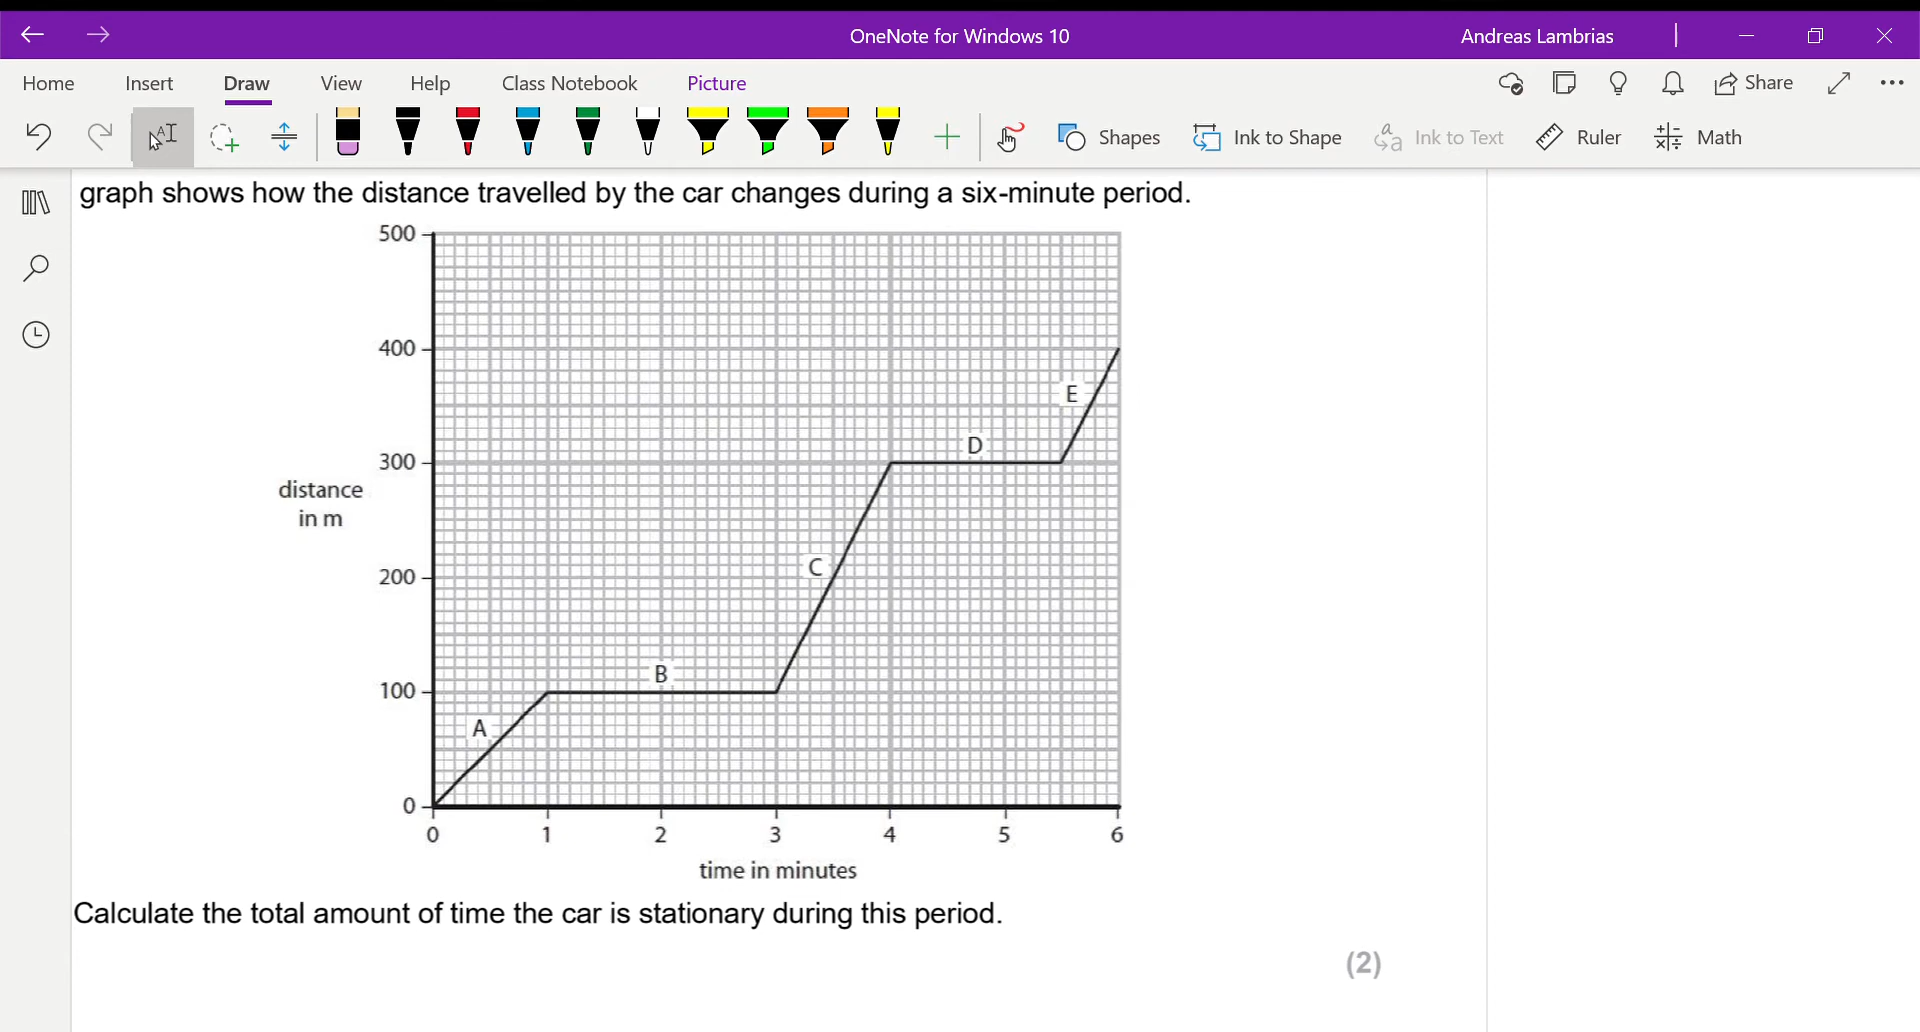 OneNote for Windows 10
Andreas Lambrias
Home Insert Draw View Help Class Notebook Picture
Share
Shapes Ink to Shape Ink to Text Ruler Math
graph shows how the distance travelled by the car changes during a six-minute period.
500
400
E
D
300
distance
in m
C
200
B
100
A
0
0 1 2 3 4 5 6
time in minutes
Calculate the total amount of time the car is stationary during this period.
(2)